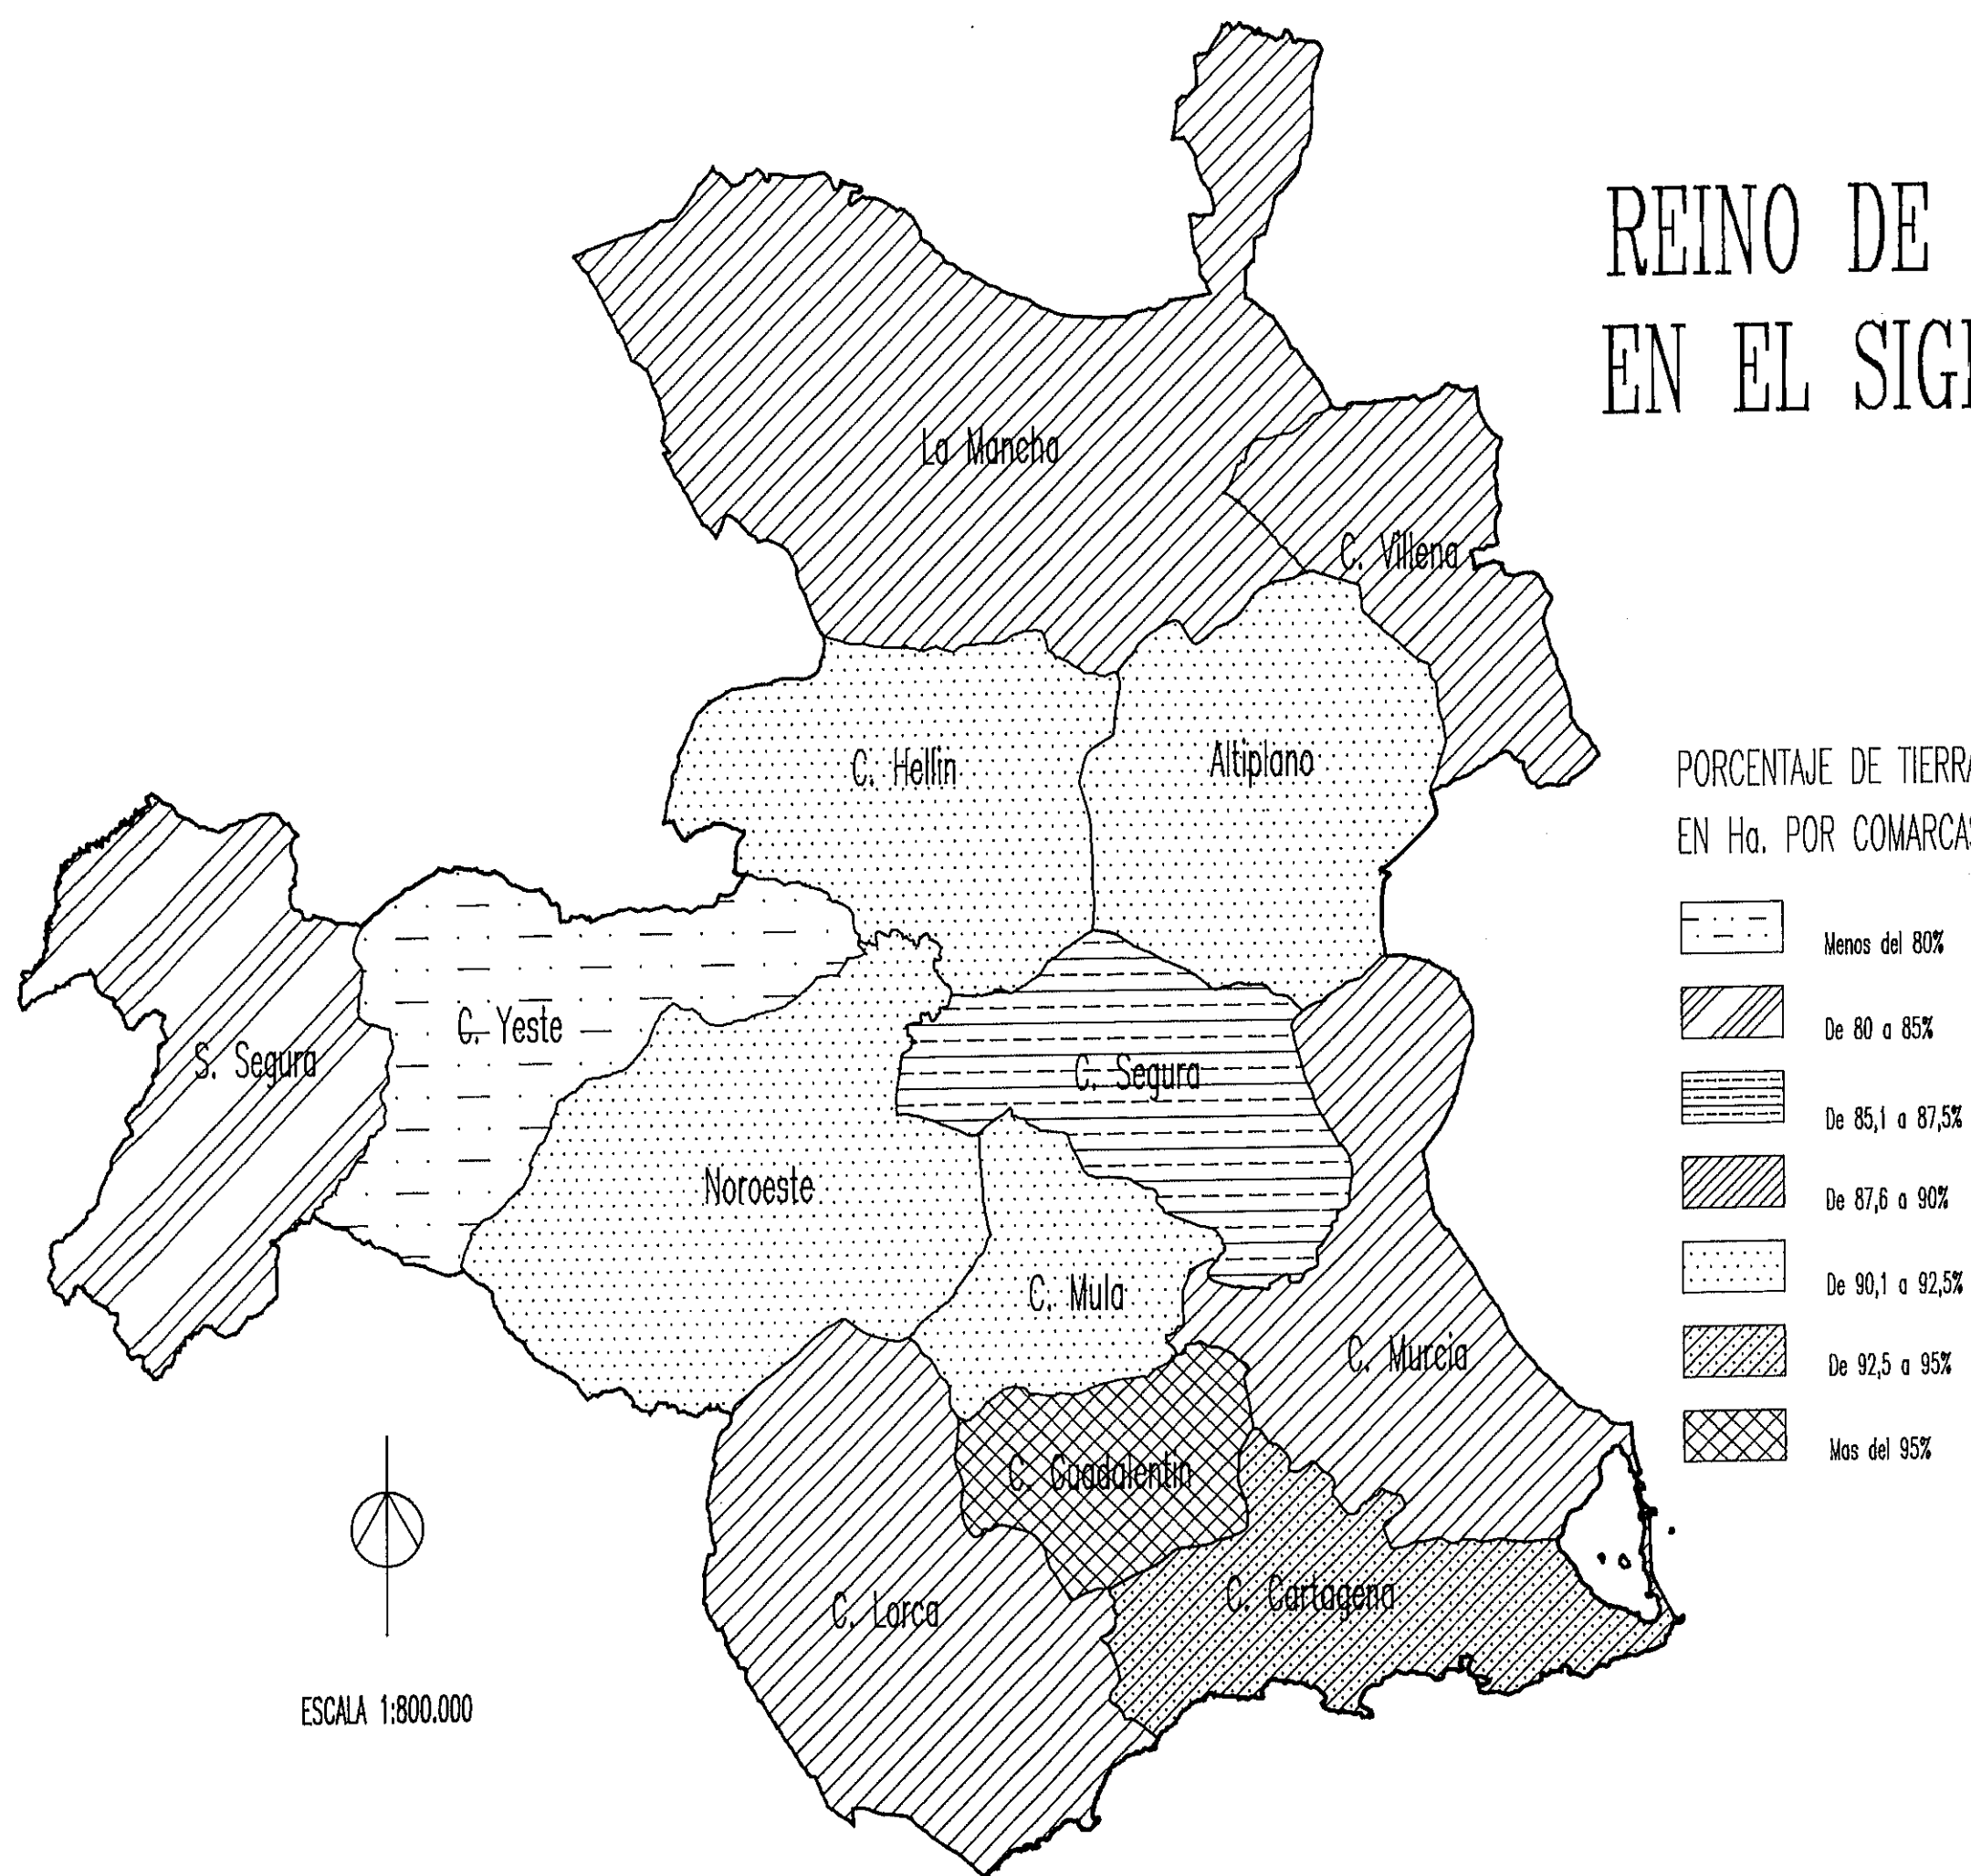 REINO DE
EN EL SIGL
La Mancha
C. Villena
C. Hellin
Altiplano
C. Yeste
S. Segura
C. Segura
Noroeste
C. Mula
C. Murcia
C. Guadalentin
C. Cartagena
C. Lorca
PORCENTAJE DE TIERRA
EN Ha. POR COMARCAS
Menos del 80%
De 80 a 85%
De 85,1 a 87,5%
De 87,6 a 90%
De 90,1 a 92,5%
De 92,5 a 95%
Mas del 95%
ESCALA 1:800.000